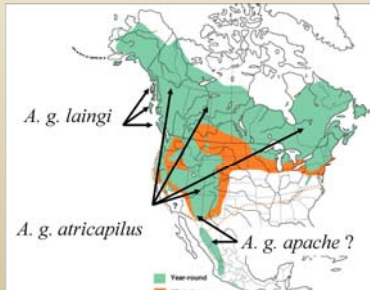 A. g. laingi
?
A. g. atricapilus
A. g. apache ?
Year-round